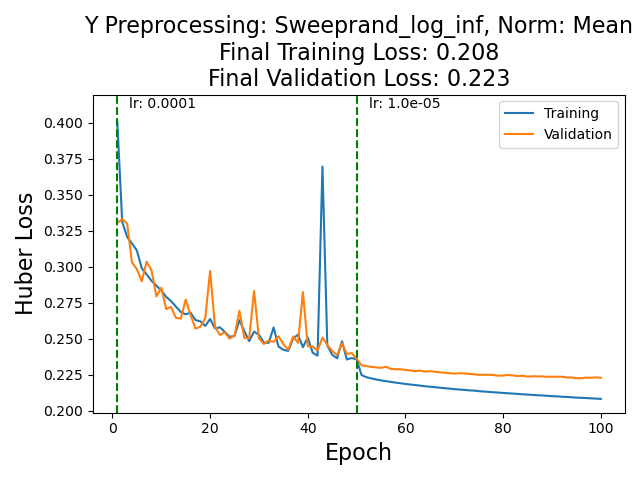 Y Preprocessing: Sweeprand_log_inf, Norm: Mean
Final Training Loss: 0.208
Final Validation Loss: 0.223
lr: 0.0001
lr: 1.0e-05
Training
Validation
0.400
0.375
0.350
0.325
0.300
0.275
0.250
0.225
0.200
Huber Loss
0
20
40
60
80
100
Epoch